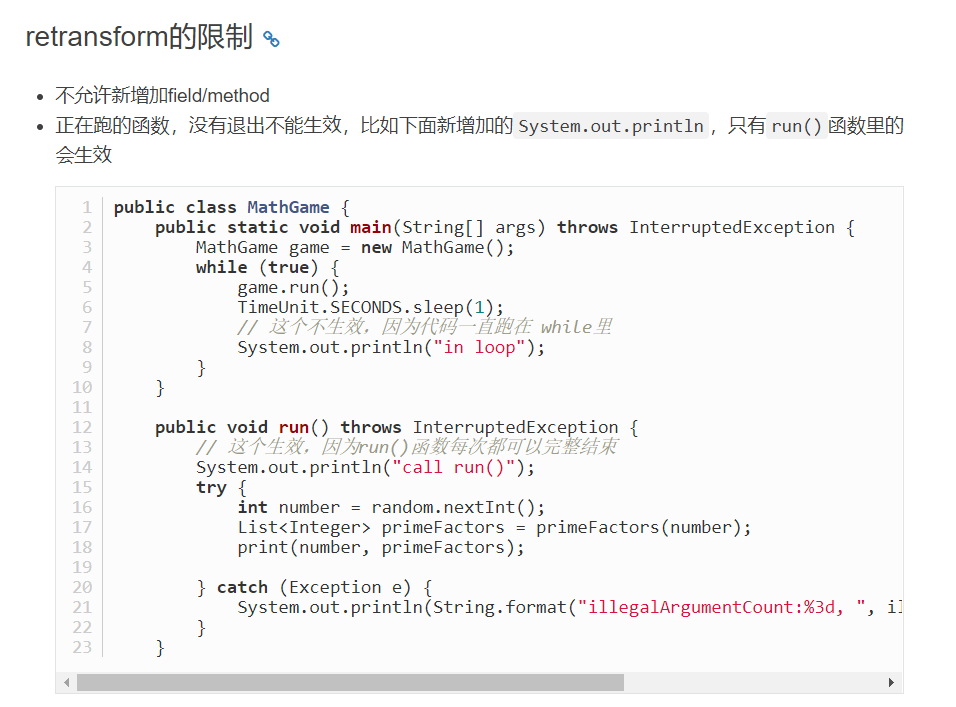 retransform的限制
不允许新增加field/method
正在跑的函数，没有退出不能生效，比如下面新增加的 System.out.println ，只有 run() 函数里的
会生效
1 public class MathGame {
2     public static void main(String[] args) throws InterruptedException {
3         MathGame game = new MathGame();
4         while (true) {
5             game.run();
6             TimeUnit.SECONDS.sleep(1);
7             // 这个不生效，因为代码一直跑在 while里
8             System.out.println("in loop");
9         }
10     }
11
12     public void run() throws InterruptedException {
13         // 这个生效，因为run()函数每次都可以完整结束
14         System.out.println("call run()");
15         try {
16             int number = random.nextInt();
17             List<Integer> primeFactors = primeFactors(number);
18             print(number, primeFactors);
19
20         } catch (Exception e) {
21             System.out.println(String.format("illegalArgumentCount:%3d, ",
22         }
23     }